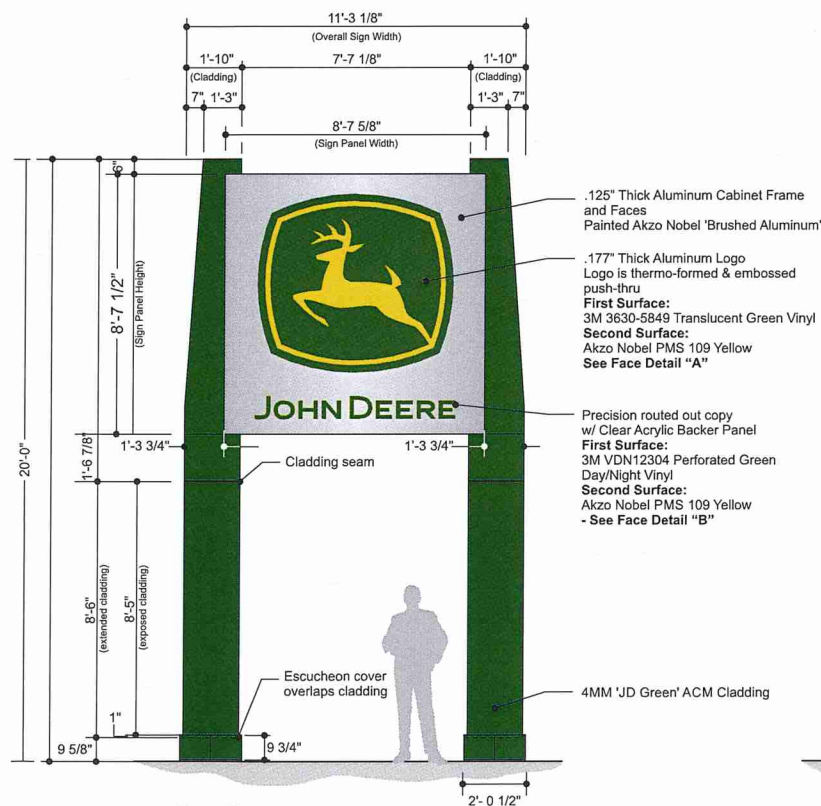 11'-3 1/8"
(Overall Sign Width)
1'-10"
7'-7 1/8"
1'-10"
(Cladding)
(Cladding)
7"
1'-3"
1'-3"
7"
8'-7 5/8"
(Sign Panel Width)
6"
8'-7 1/2"
(Sign Panel Height)
.125" Thick Aluminum Cabinet Frame
and Faces
Painted Akzo Nobel 'Brushed Aluminum'
.177" Thick Aluminum Logo
Logo is thermo-formed & embossed
push-thru
First Surface:
3M 3630-5849 Translucent Green Vinyl
Second Surface:
Akzo Nobel PMS 109 Yellow
See Face Detail “A”
JOHN DEERE
Precision routed out copy
w/ Clear Acrylic Backer Panel
First Surface:
3M VDN12304 Perforated Green
Day/Night Vinyl
Second Surface:
Akzo Nobel PMS 109 Yellow
- See Face Detail “B”
1'-3 3/4"
1'-3 3/4"
20'-0"
1'-6 7/8"
Cladding seam
8'-6"
(extended cladding)
8'-5"
(exposed cladding)
Escucheon cover
overlaps cladding
4MM 'JD Green' ACM Cladding
1"
9 5/8"
9 3/4"
2'- 0 1/2"